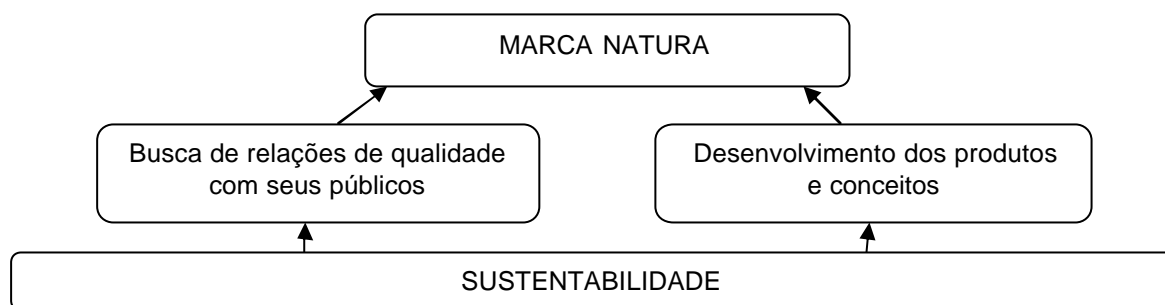 MARCA NATURA
Busca de relações de qualidade
com seus públicos
Desenvolvimento dos produtos
e conceitos
SUSTENTABILIDADE